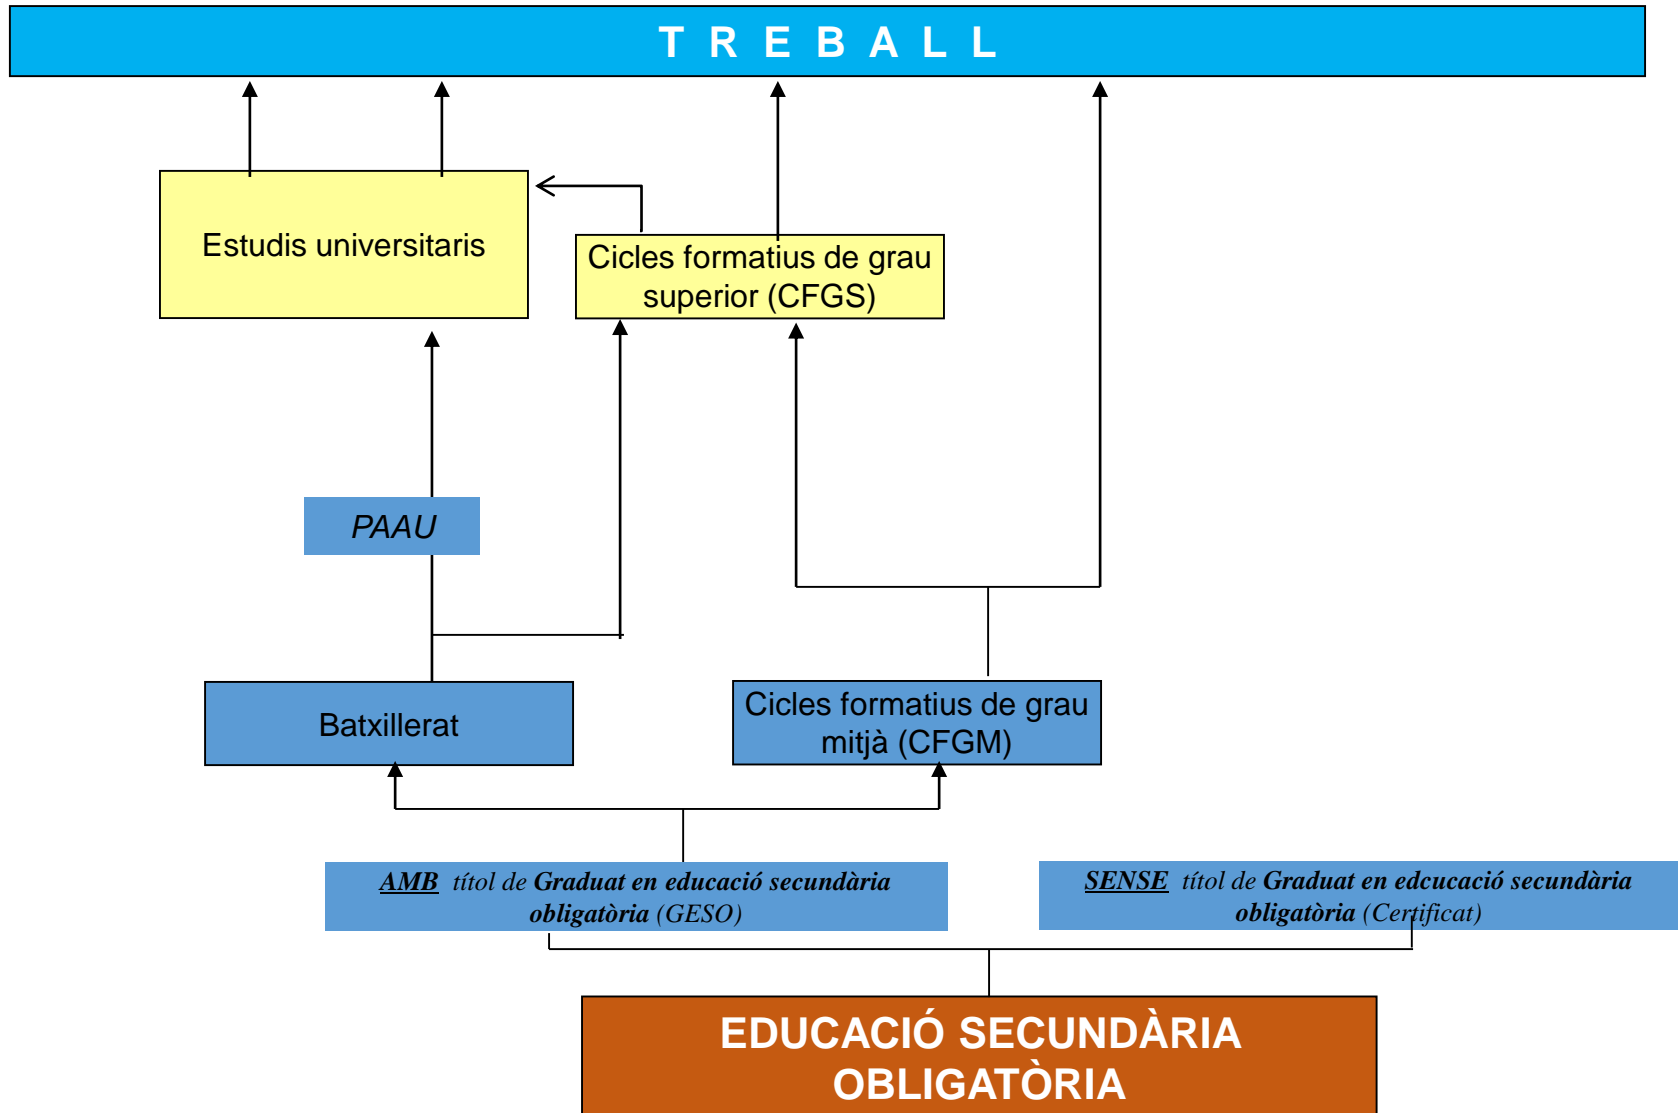 T R E B A L L
Estudis universitaris
Cicles formatius de grau
superior (CFGS)
PAAU
Batxillerat
Cicles formatius de grau
mitjà (CFGM)
AMB títol de Graduat en educació secundària
obligatòria (GESO)
SENSE títol de Graduat en edcucació secundària
obligatòria (Certificat)
EDUCACIÓ SECUNDÀRIA
OBLIGATÒRIA